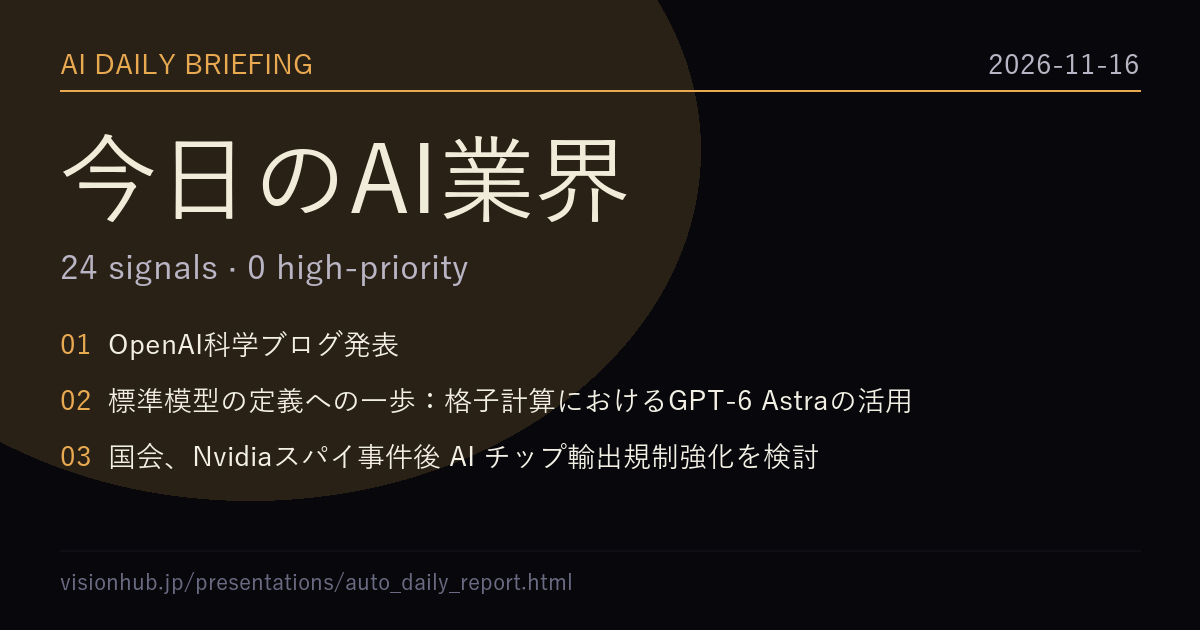 AI DAILY BRIEFING
2026-11-16
今日のAI業界
24 signals · 0 high-priority
01 OpenAI科学ブログ発表
02 標準模型の定義への一歩：格子計算におけるGPT-6 Astraの活用
03 国会、Nvidiaスパイ事件後 AI チップ輸出規制強化を検討
visionhub.jp/presentations/auto_daily_report.html